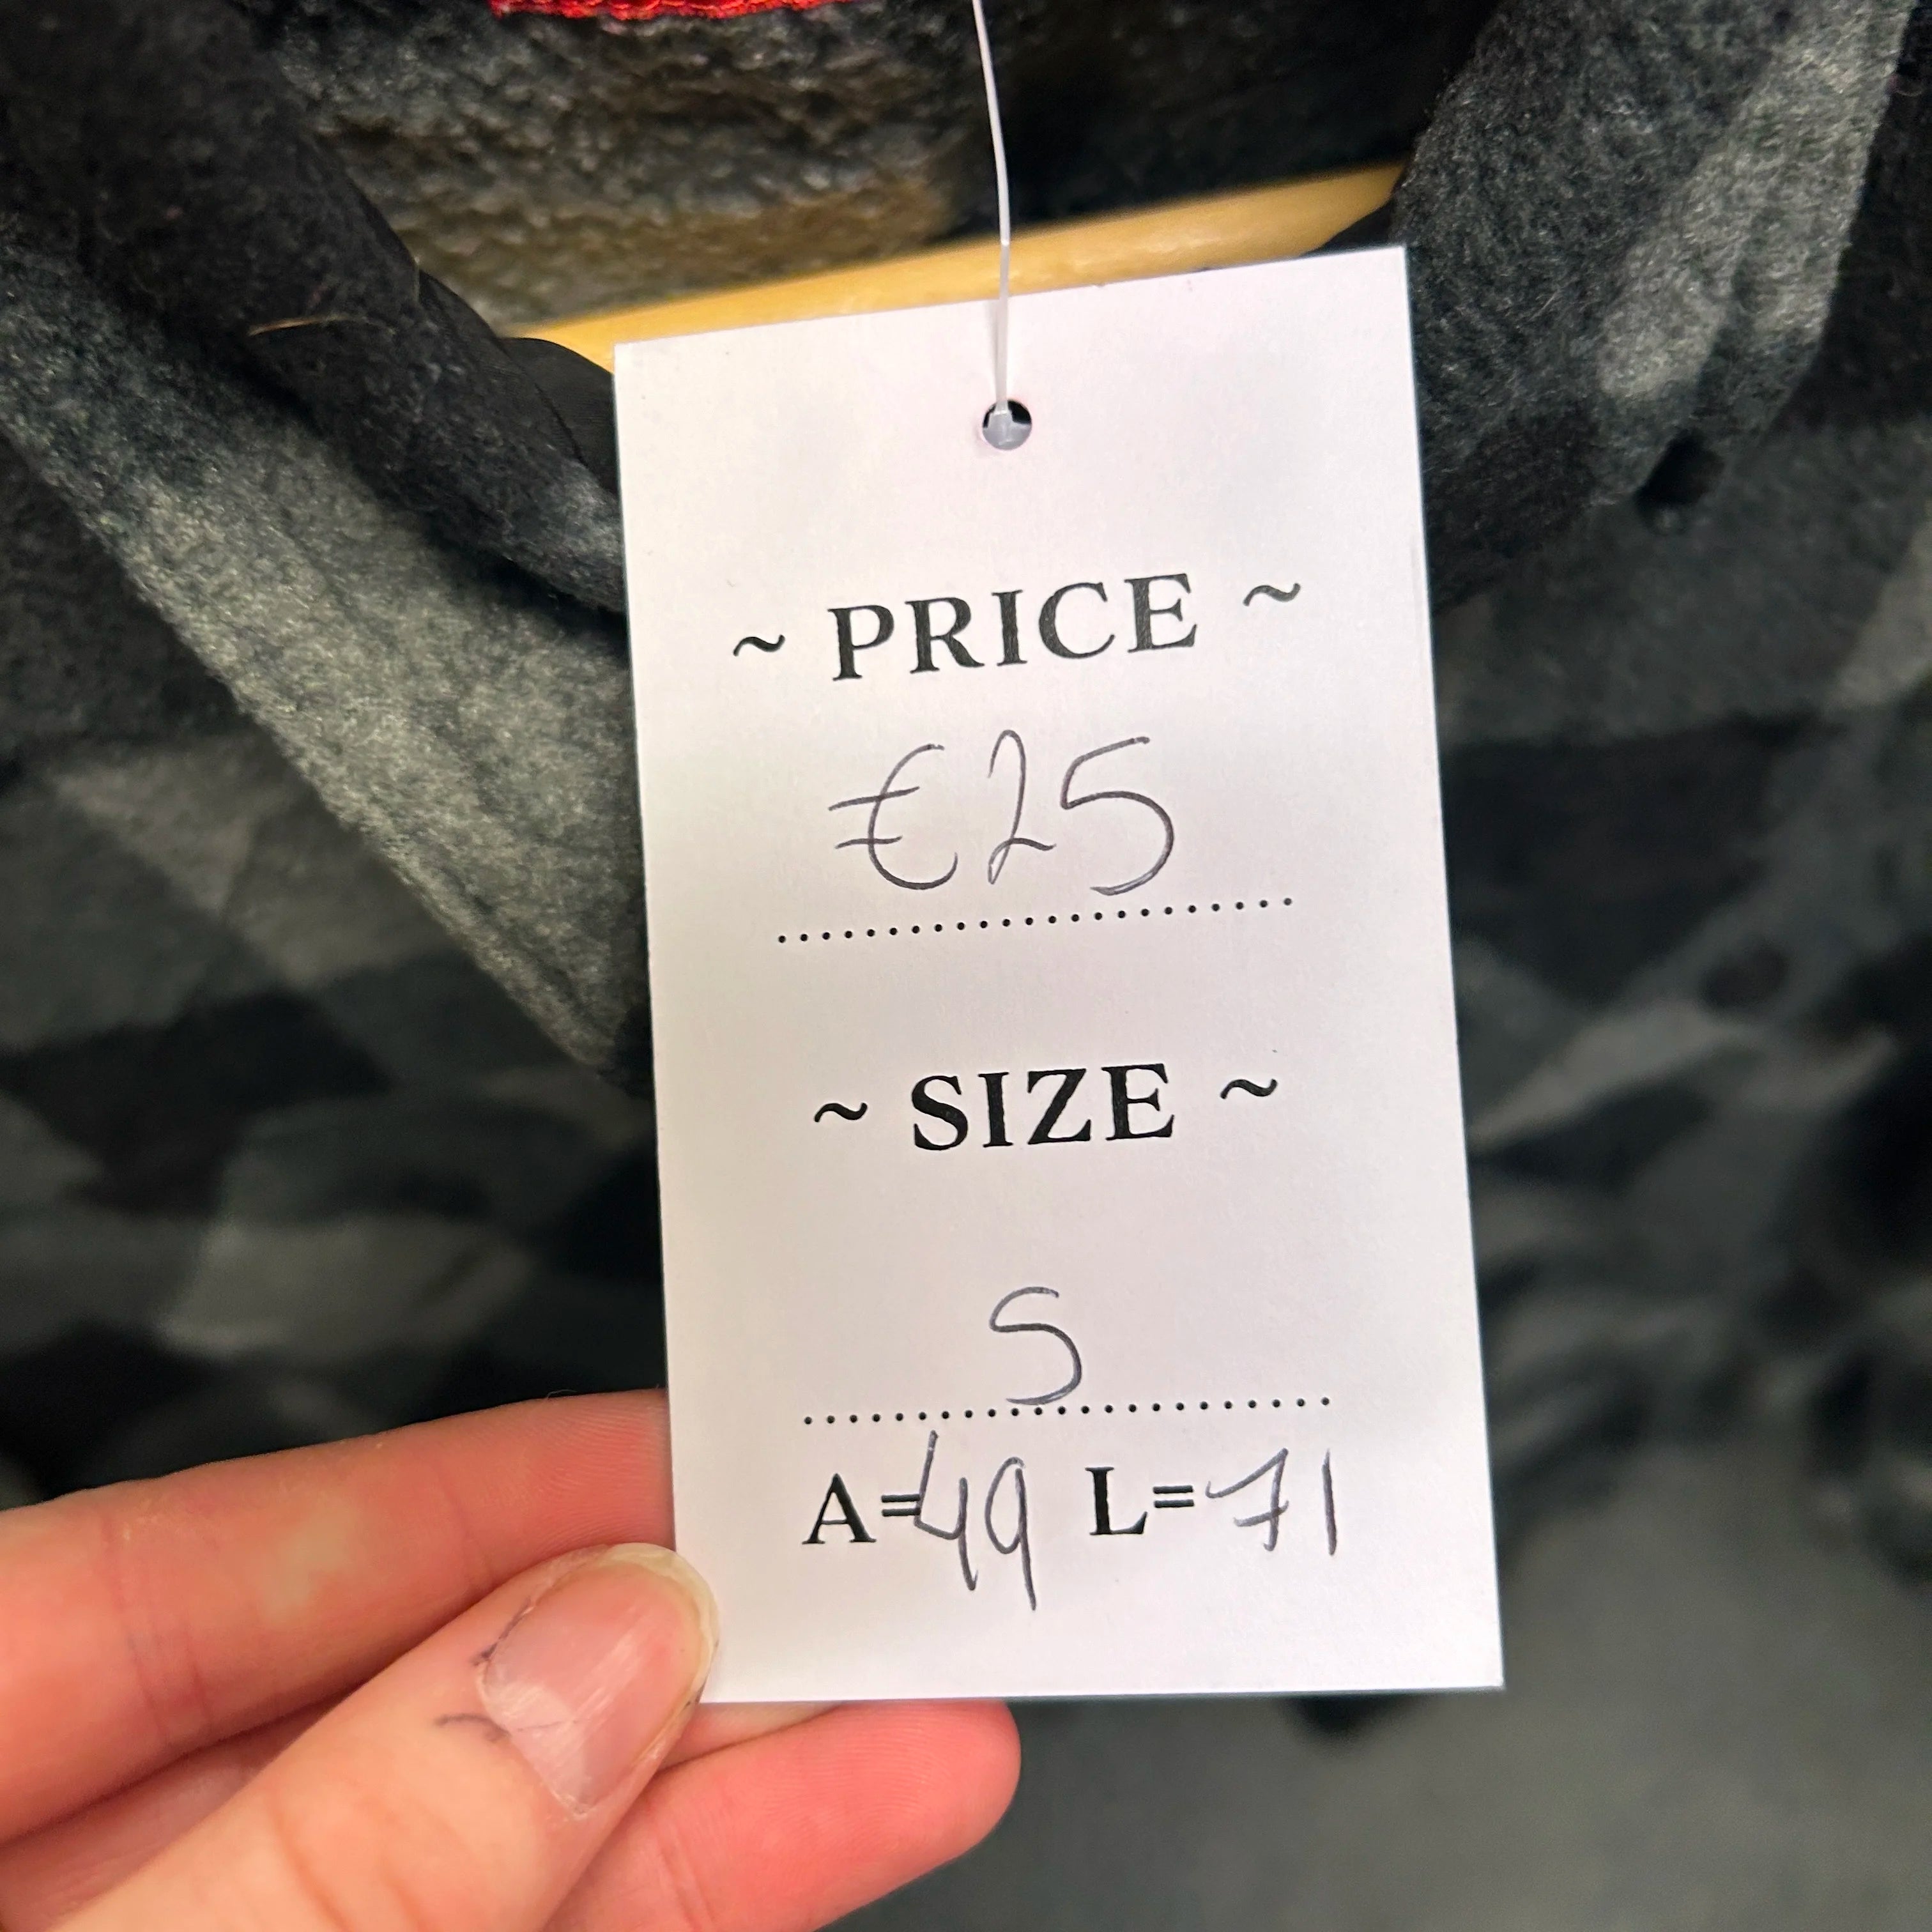 ~ PRICE ~
€25
~ SIZE ~
S
A=49 L=71